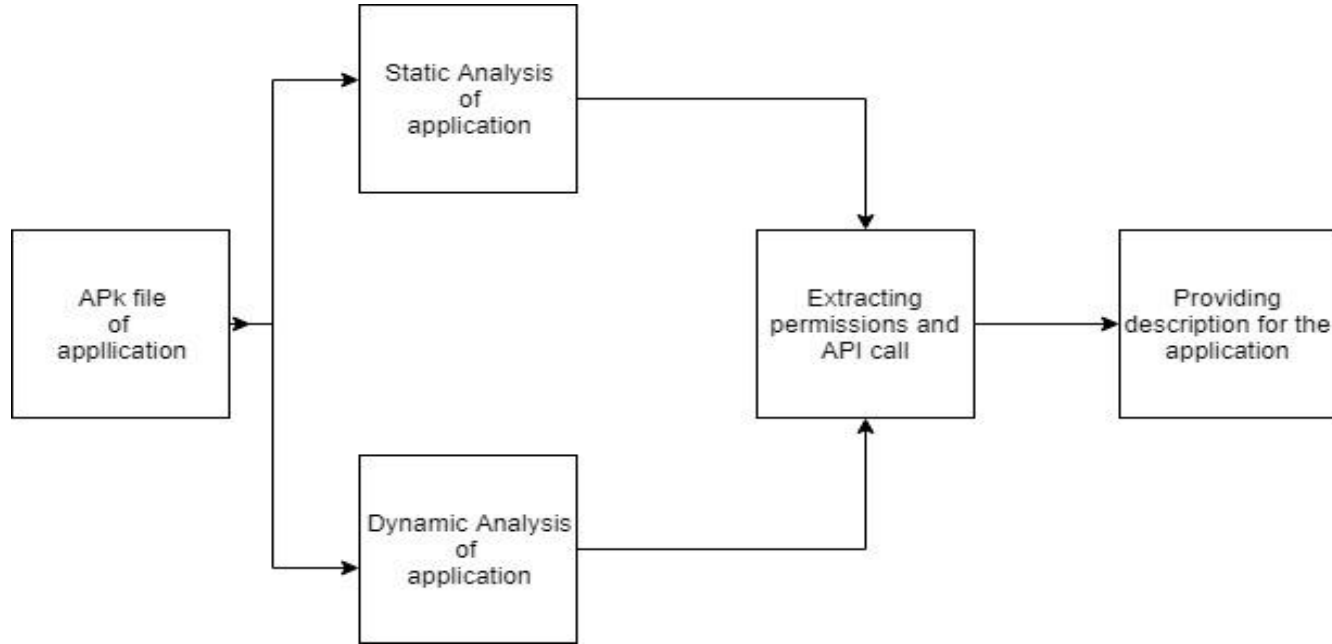 Static Analysis
of
application
APk file
of
appllication
Extracting
permissions and
API call
Providing
description for the
application
Dynamic Analysis
of
application